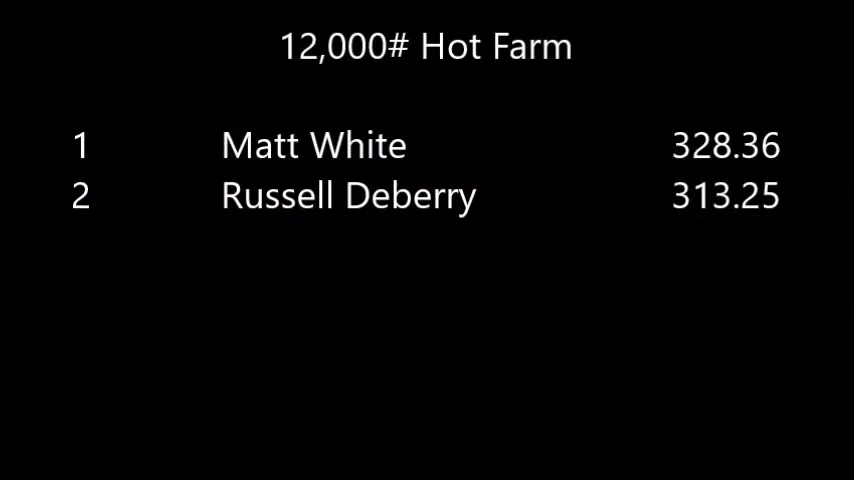 12,000# Hot Farm
1 Matt White 328.36
2 Russell Deberry 313.25